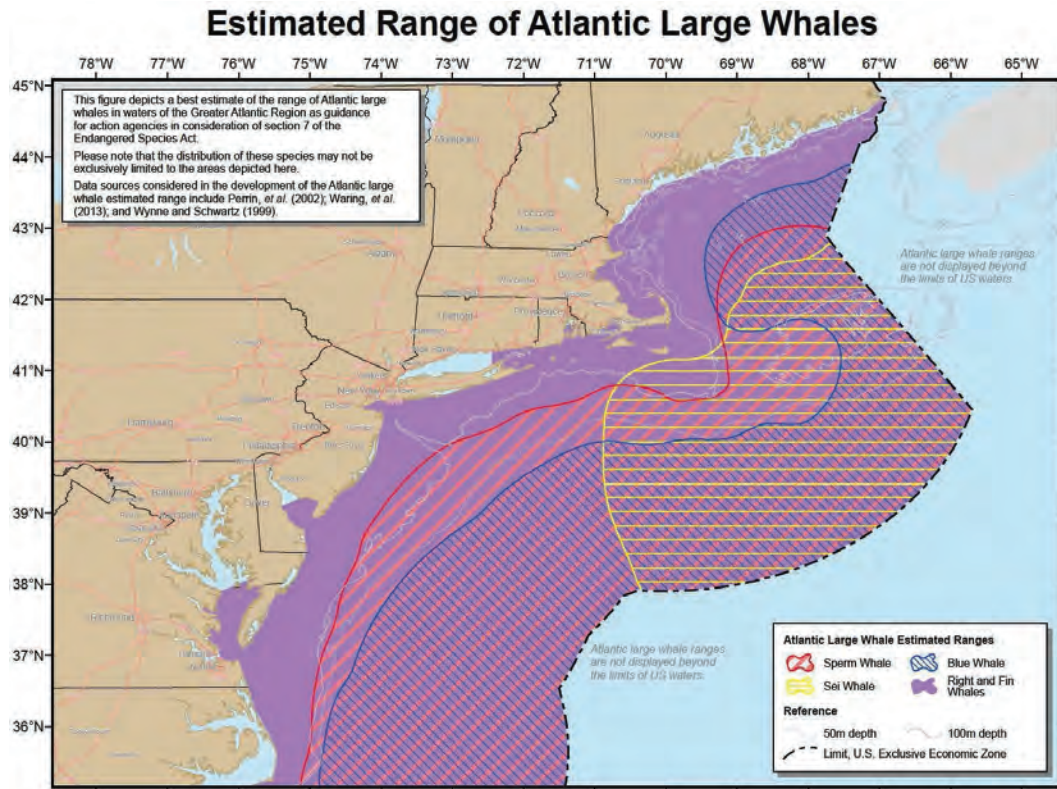 Estimated Range of Atlantic Large Whales
78°W 77°W 76°W 75°W 74°W 73°W 72°W 71°W 70°W 69°W 68°W 67°W 66°W 65°W
45°N
44°N
43°N
42°N
41°N
40°N
39°N
38°N
37°N
36°N
This figure depicts a best estimate of the range of Atlantic large
whales in waters of the Greater Atlantic Region as guidance
for action agencies in consideration of section 7 of the
Endangered Species Act.
Please note that the distribution of these species may not be
exclusively limited to the areas depicted here.
Data sources considered in the development of the Atlantic large
whale estimated range include Perrin, et al. (2002); Waring, et al.
(2013); and Wynne and Schwartz (1999).
Atlantic large whale ranges
are not displayed beyond
the limits of US waters.
Augusta
Albany
Hartford
Trenton
Richmond
Atlantic large whale ranges
are not displayed beyond
the limits of US waters.
Atlantic Large Whale Estimated Ranges
Sperm Whale
Blue Whale
Sei Whale
Right and Fin
Whales
Reference
50m depth
100m depth
Limit, U.S. Exclusive Economic Zone